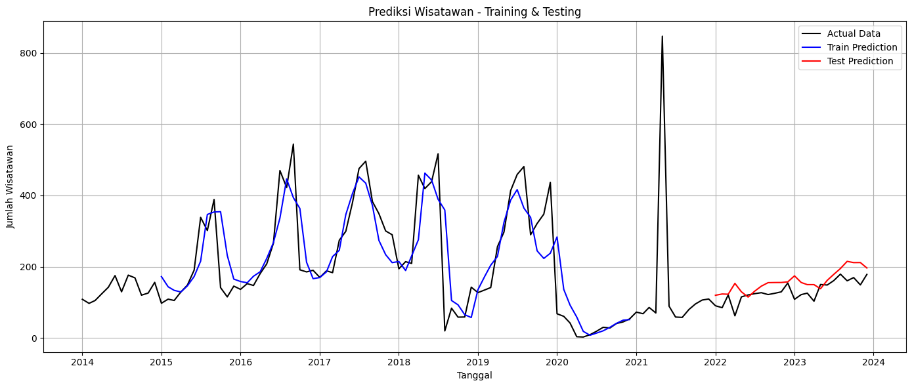 Prediksi Wisatawan - Training & Testing
Actual Data
Train Prediction
Test Prediction
Jumlah Wisatawan
800
600
400
200
0
2014 2015 2016 2017 2018 2019 2020 2021 2022 2023 2024
Tanggal